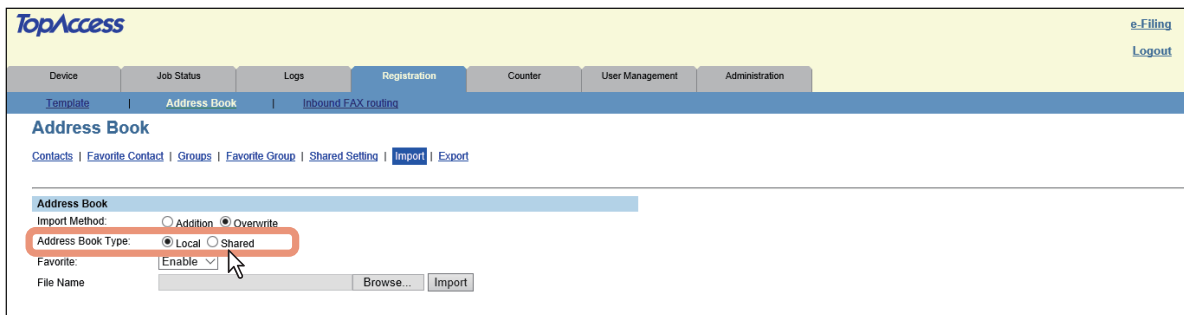 TopAccess
e-Filing
Logout
Device Job Status Logs Registration Counter User Management Administration
Template | Address Book | Inbound FAX routing
Address Book
Contacts | Favorite Contact | Groups | Favorite Group | Shared Setting | Import | Export
Address Book
Import Method: Addition Overwrite
Address Book Type: Local Shared
Favorite: Enable
File Name Browse... Import